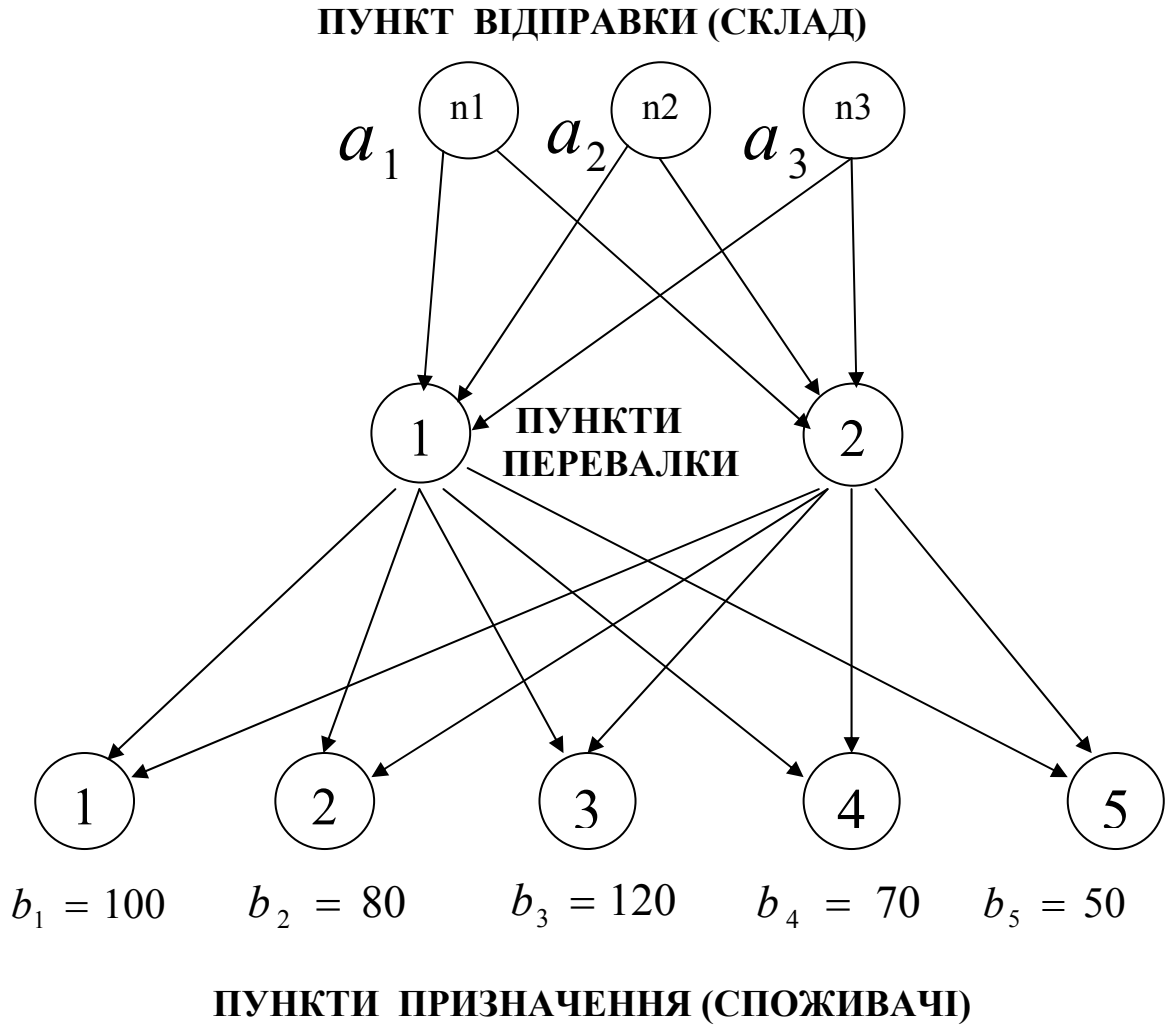 ПУНКТ ВІДПРАВКИ (СКЛАД)
n1 n2 n3
a1 a2 a3
1 ПУНКТИ 2
ПЕРЕВАЛКИ
1 2 3 4 5
b1 = 100 b2 = 80 b3 = 120 b4 = 70 b5 = 50
ПУНКТИ ПРИЗНАЧЕННЯ (СПОЖИВАЧІ)